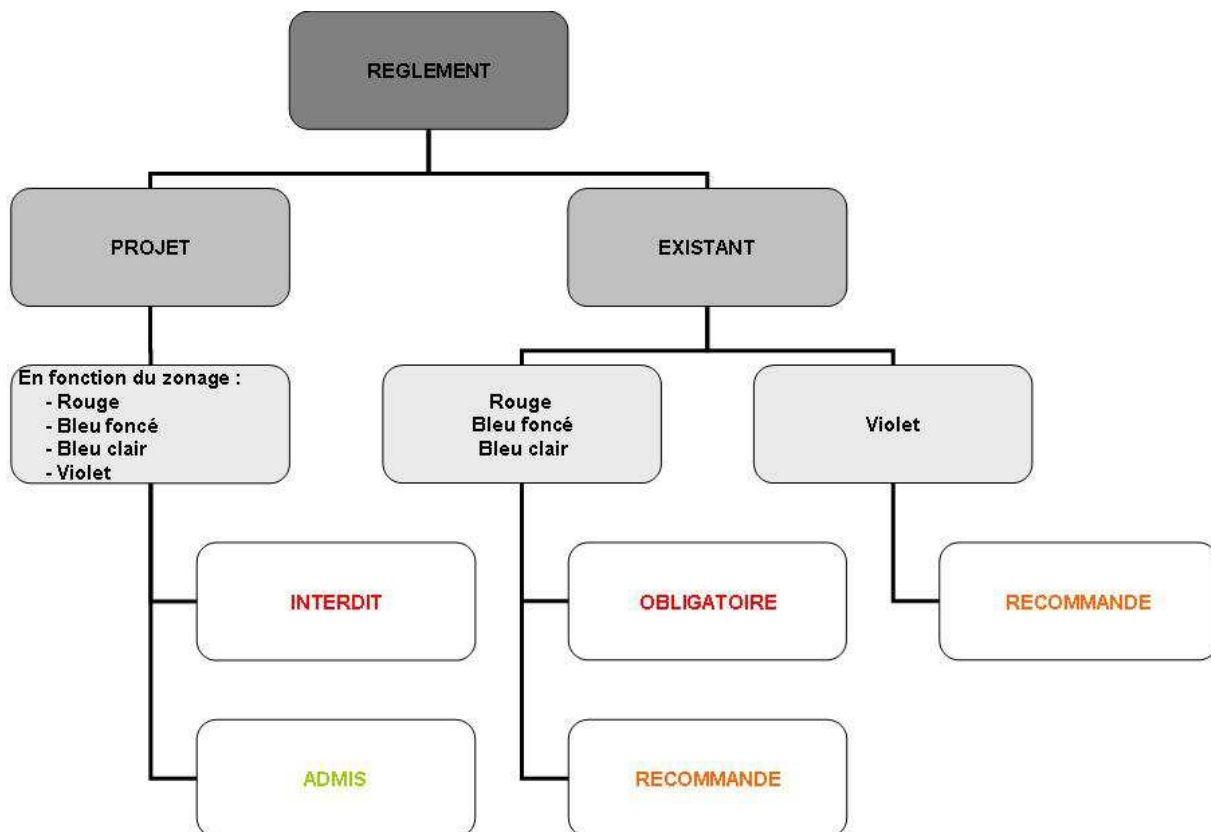 REGLEMENT
PROJET
EXISTANT
En fonction du zonage :
- Rouge
- Bleu foncé
- Bleu clair
- Violet
Rouge
Bleu foncé
Bleu clair
Violet
INTERDIT
OBLIGATOIRE
RECOMMANDE
ADMIS
RECOMMANDE